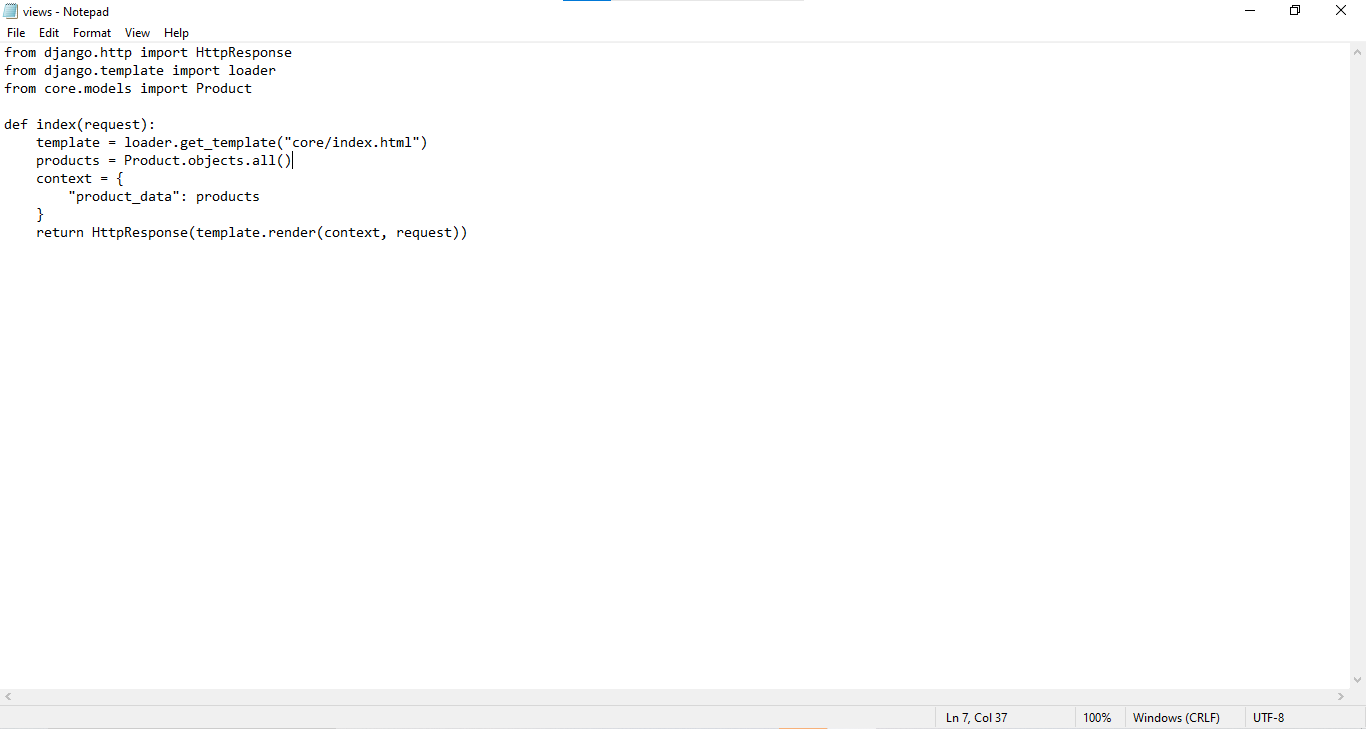 views - Notepad
File Edit Format View Help
from django.http import HttpResponse
from django.template import loader
from core.models import Product

def index(request):
    template = loader.get_template("core/index.html")
    products = Product.objects.all()
    context = {
        "product_data": products
    }
    return HttpResponse(template.render(context, request))
Ln 7, Col 37 100% Windows (CRLF) UTF-8